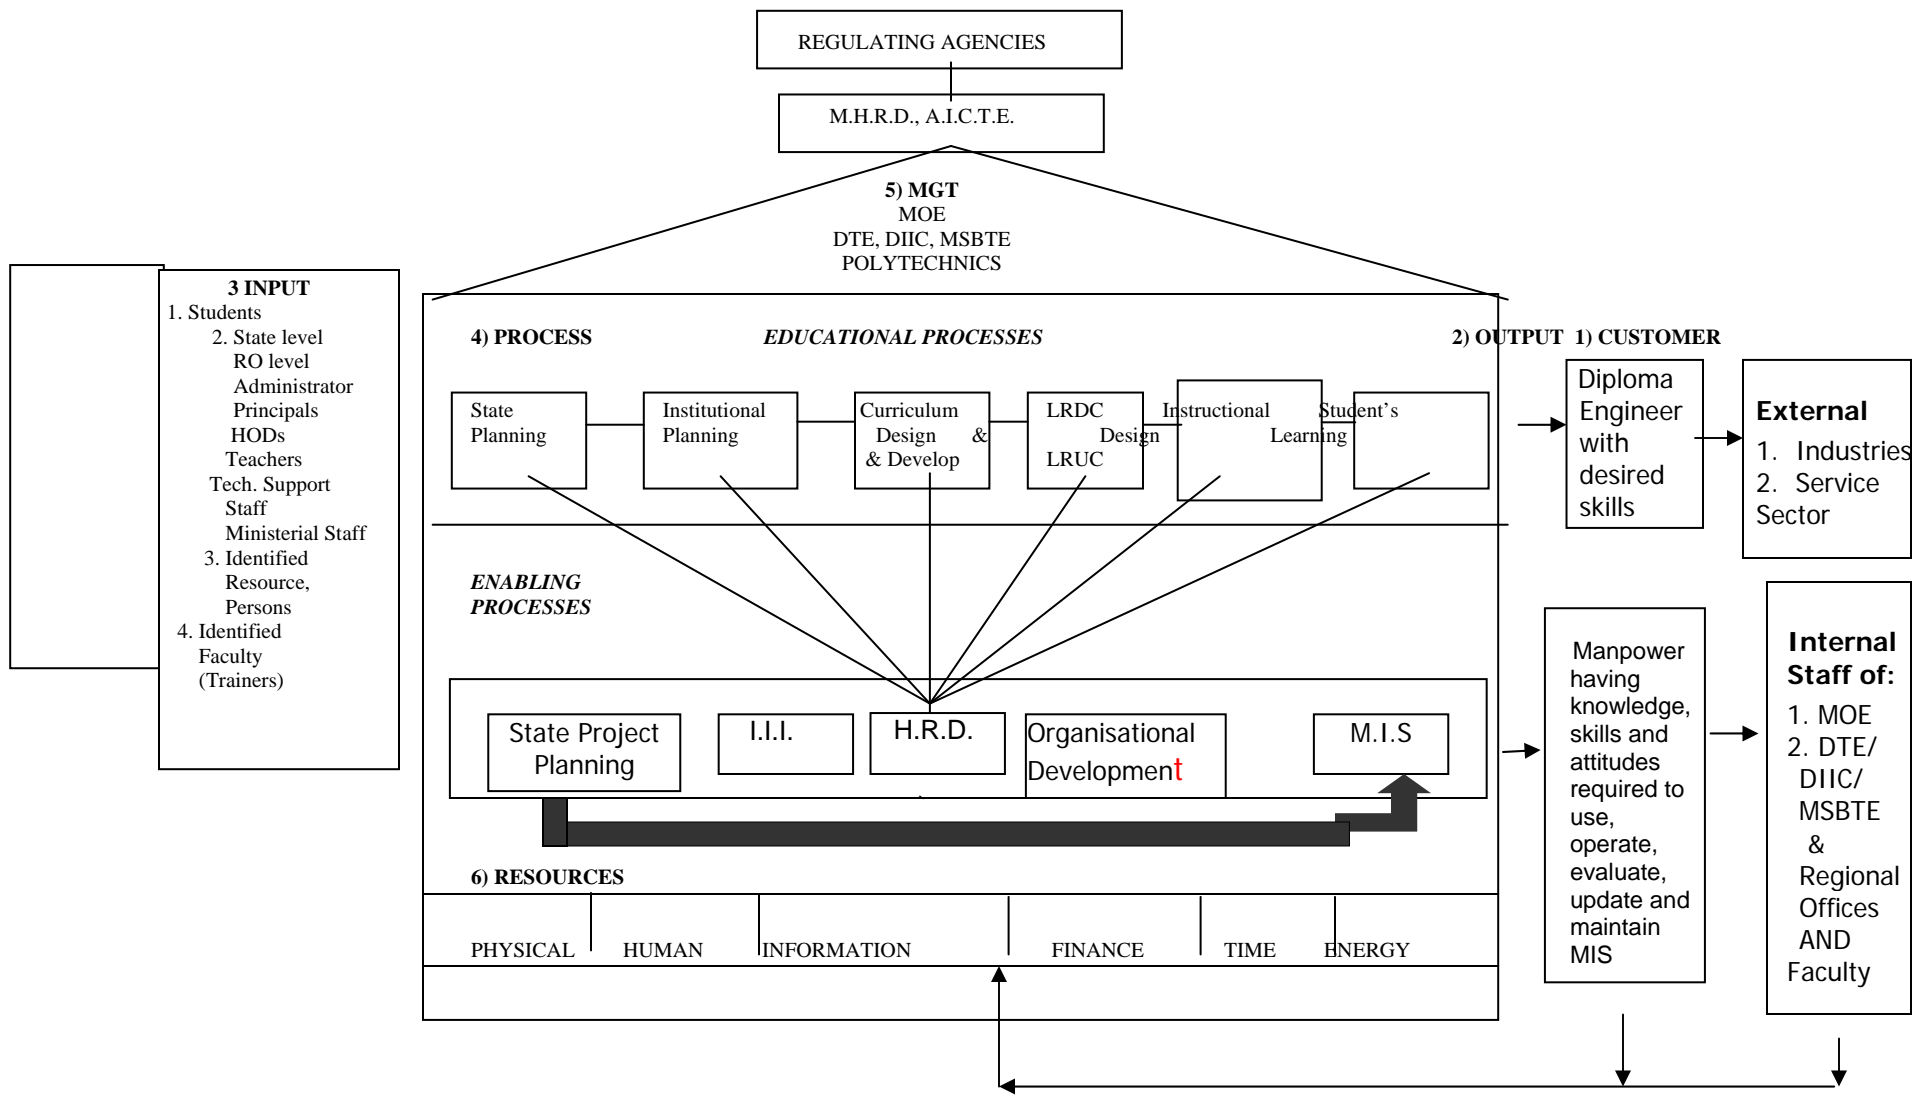 REGULATING AGENCIES
M.H.R.D., A.I.C.T.E.
5) MGT
MOE
DTE, DIIC, MSBTE
POLYTECHNICS
3 INPUT
1. Students
2. State level
RO level
Administrator
Principals
HODs
Teachers
Tech. Support
Staff
Ministerial Staff
3. Identified
Resource,
Persons
4. Identified
Faculty
(Trainers)
4) PROCESS
EDUCATIONAL PROCESSES
2) OUTPUT
1) CUSTOMER
State
Planning
Institutional
Planning
Curriculum
Design &
& Develop
LRDC
LRUC
Instructional
Design
Student's
Learning
Diploma
Engineer
with
desired
skills
External
1. Industries
2. Service
Sector
ENABLING
PROCESSES
State Project
Planning
I.I.I.
H.R.D.
Organisational
Development
M.I.S
Manpower
having
knowledge,
skills and
attitudes
required to
use,
operate,
evaluate,
update and
maintain
MIS
Internal
Staff of:
1. MOE
2. DTE/
DIIC/
MSBTE
&
Regional
Offices
AND
Faculty
6) RESOURCES
PHYSICAL
HUMAN
INFORMATION
FINANCE
TIME
ENERGY